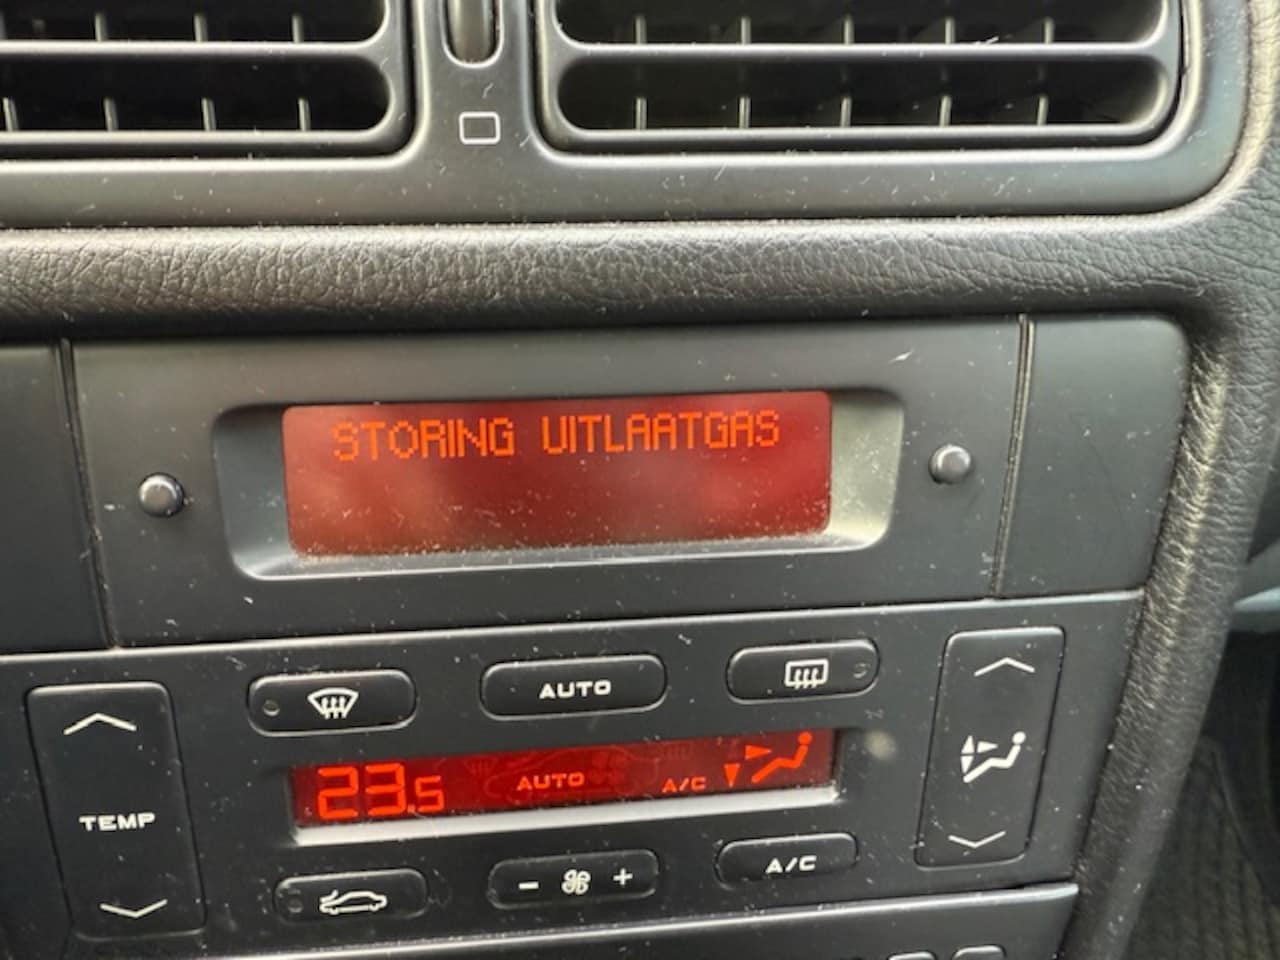 STORING UITLAATGAS
AUTO
23.5 AUTO A/C
TEMP
- +
A/C